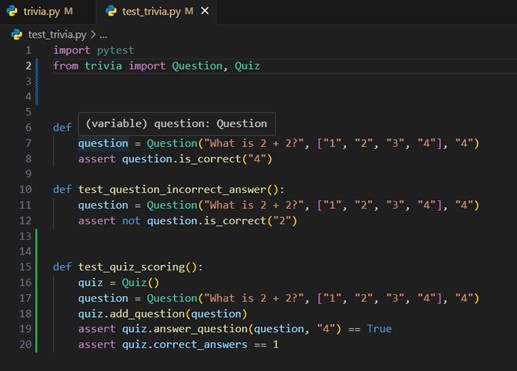 trivia.py M
test_trivia.py M ×
test_trivia.py > ...
1 import pytest
2 from trivia import Question, Quiz
3
4
5
6 def
(variable) question: Question
7 question = Question("What is 2 + 2?", ["1", "2", "3", "4"], "4")
8 assert question.is_correct("4")
9
10 def test_question_incorrect_answer():
11 question = Question("What is 2 + 2?", ["1", "2", "3", "4"], "4")
12 assert not question.is_correct("2")
13
14
15 def test_quiz_scoring():
16 quiz = Quiz()
17 question = Question("What is 2 + 2?", ["1", "2", "3", "4"], "4")
18 quiz.add_question(question)
19 assert quiz.answer_question(question, "4") == True
20 assert quiz.correct_answers == 1